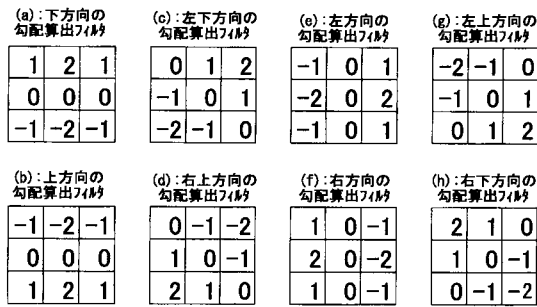 (a):下方向の
勾配算出フィルタ
1 2 1
0 0 0
-1 -2 -1
(c):左下方向の
勾配算出フィルタ
0 1 2
-1 0 1
-2 -1 0
(e):左方向の
勾配算出フィルタ
-1 0 1
-2 0 2
-1 0 1
(g):左上方向の
勾配算出フィルタ
-2 -1 0
-1 0 1
0 1 2
(b):上方向の
勾配算出フィルタ
-1 -2 -1
0 0 0
1 2 1
(d):右上方向の
勾配算出フィルタ
0 -1 -2
1 0 -1
2 1 0
(f):右方向の
勾配算出フィルタ
1 0 -1
2 0 -2
1 0 -1
(h):右下方向の
勾配算出フィルタ
2 1 0
1 0 -1
0 -1 -2